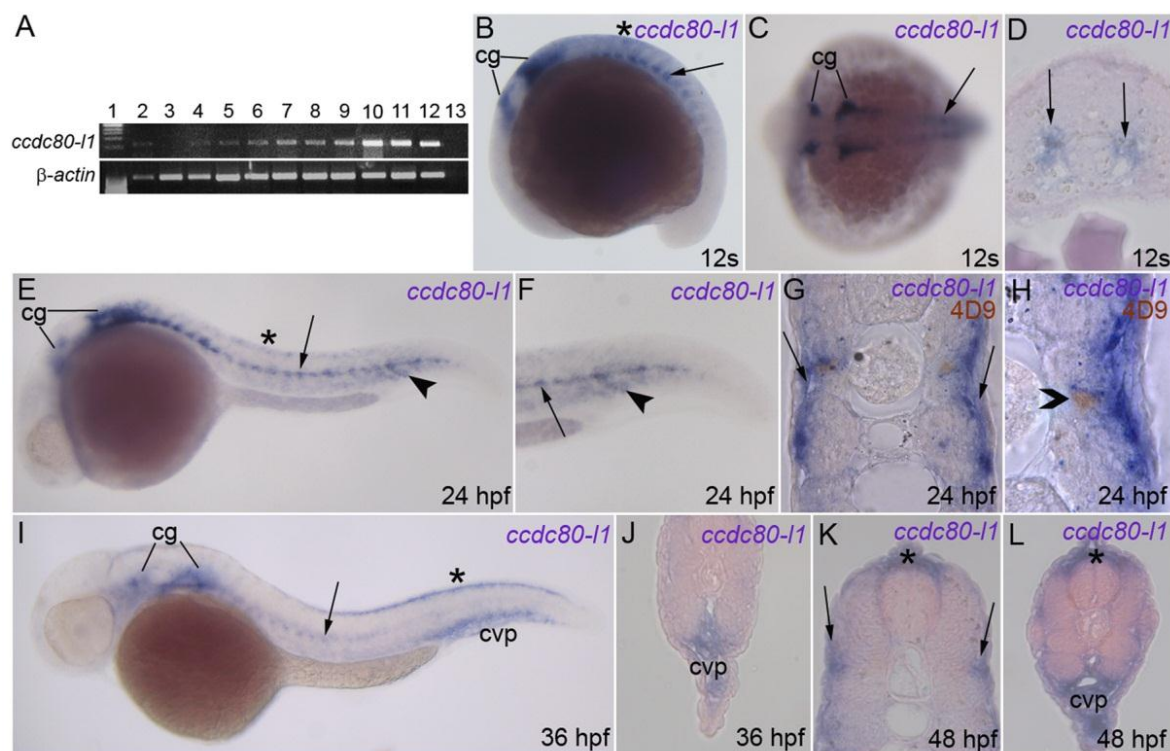 A
1 2 3 4 5 6 7 8 9 10 11 12 13
ccdc80-l1
β-actin
B
*
ccdc80-l1
cg
12s
C
ccdc80-l1
cg
12s
D
ccdc80-l1
12s
E
ccdc80-l1
cg
*
24 hpf
F
ccdc80-l1
24 hpf
G
ccdc80-l1
4D9
24 hpf
H
ccdc80-l1
4D9
24 hpf
I
ccdc80-l1
cg
*
cvp
36 hpf
J
ccdc80-l1
cvp
36 hpf
K
ccdc80-l1
*
48 hpf
L
ccdc80-l1
*
cvp
48 hpf